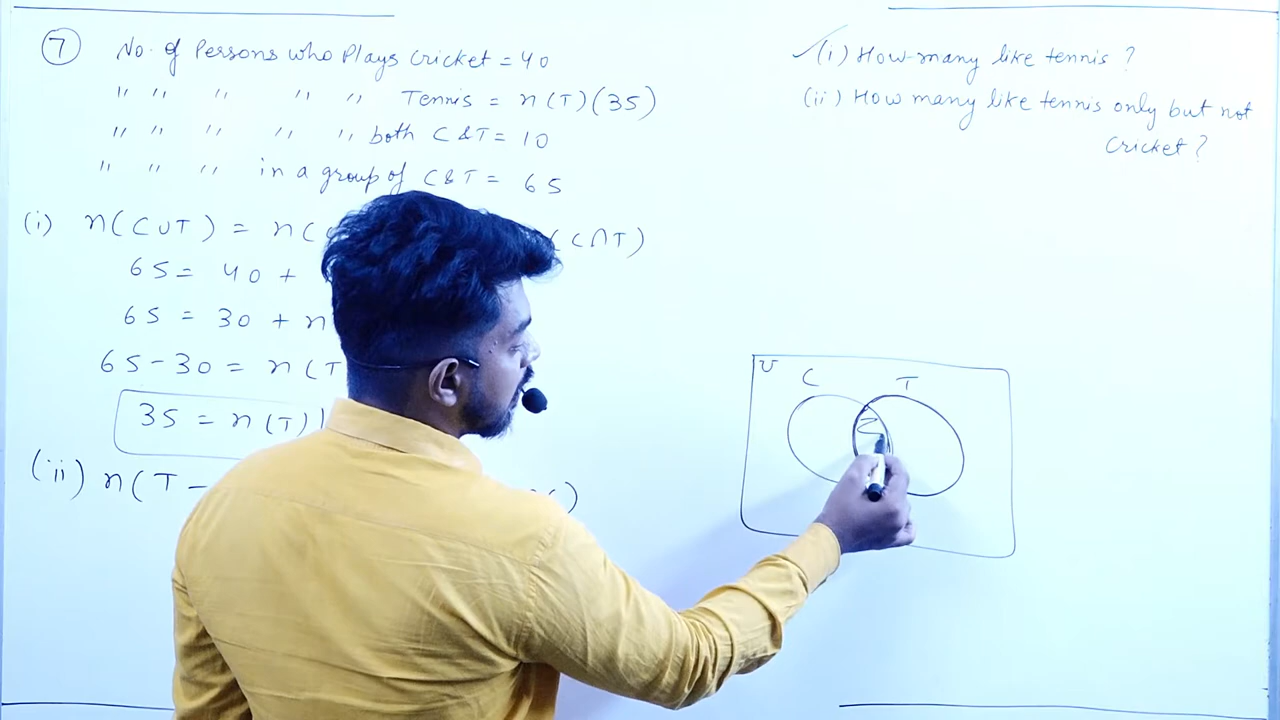 7 No. of Persons who Plays Cricket = 40
" " " " " Tennis = n(T)(35)
" " " " " both C & T = 10
" " " in a group of C & T = 65
(i) n(C∪T) = n(C (C∩T)
65 = 40 +
65 = 30 + n
65-30 = n(T
35 = n(T)
(ii) n(T -
(i) How many like tennis ?
(ii) How many like tennis only but not
Cricket ?
U
C T